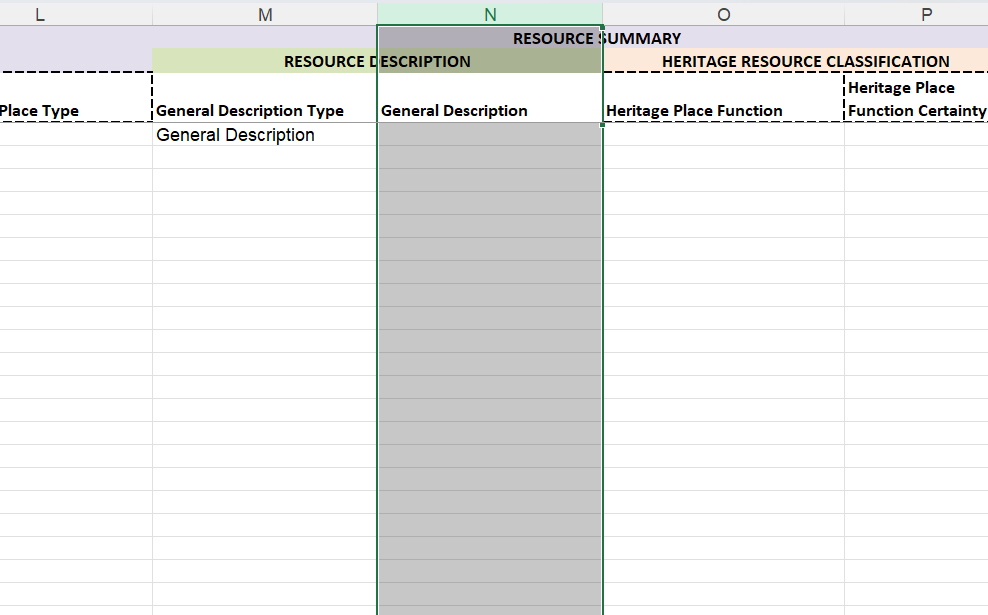 L M N O P
RESOURCE SUMMARY
RESOURCE DESCRIPTION HERITAGE RESOURCE CLASSIFICATION
Place Type General Description Type General Description Heritage Place Function Heritage Place
Function Certainty
General Description